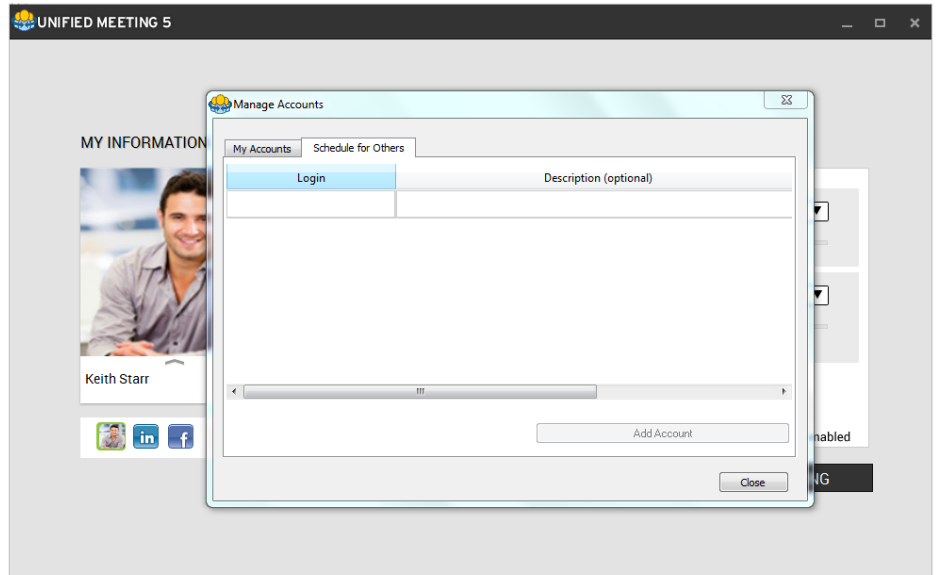 UNIFIED MEETING 5
Manage Accounts
MY INFORMATION
My Accounts
Schedule for Others
Login
Description (optional)
Keith Starr
Add Account
in
f
Close